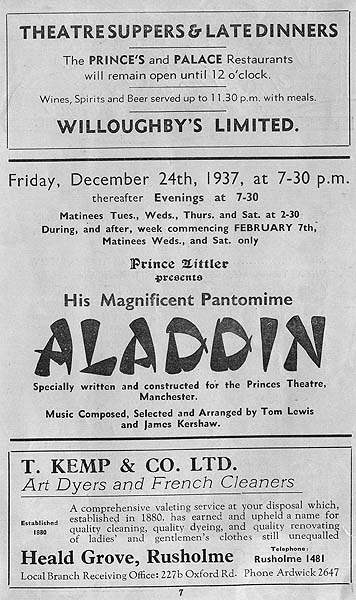 THEATRE SUPPERS & LATE DINNERS
The PRINCE'S and PALACE Restaurants
will remain open until 12 o'clock.
Wines, Spirits and Beer served up to 11.30 p.m. with meals.
WILLOUGHBY'S LIMITED.
Friday, December 24th, 1937, at 7-30 p.m.
thereafter Evenings at 7-30
Matinees Tues., Weds., Thurs. and Sat. at 2-30
During, and after, week commencing FEBRUARY 7th,
Matinees Weds., and Sat. only
Prince Littler
presents
His Magnificent Pantomime
ALADDIN
Specially written and constructed for the Princes Theatre,
Manchester.
Music Composed, Selected and Arranged by Tom Lewis
and James Kershaw.
T. KEMP & CO. LTD.
Art Dyers and French Cleaners
Established
1880
A comprehensive valeting service at your disposal which,
established in 1880, has earned and upheld a name for
quality cleaning, quality dyeing, and quality renovating
of ladies' and gentlemen's clothes still unequalled
Heald Grove, Rusholme
Telephone:
Rusholme 1481
Local Branch Receiving Office: 227b Oxford Rd. Phone Ardwick 2647
7